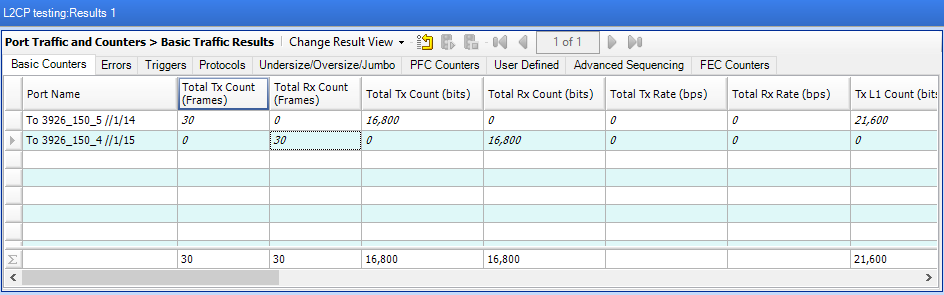 L2CP testing:Results 1
Port Traffic and Counters > Basic Traffic Results Change Result View 1 of 1
Basic Counters Errors Triggers Protocols Undersize/Oversize/Jumbo PFC Counters User Defined Advanced Sequencing FEC Counters
Port Name Total Tx Count (Frames) Total Rx Count (Frames) Total Tx Count (bits) Total Rx Count (bits) Total Tx Rate (bps) Total Rx Rate (bps) Tx L1 Count (bits
To 3926_150_5 //1/14 30 0 16,800 0 0 0 21,600
To 3926_150_4 //1/15 0 30 0 16,800 0 0 0
Σ 30 30 16,800 16,800 21,600